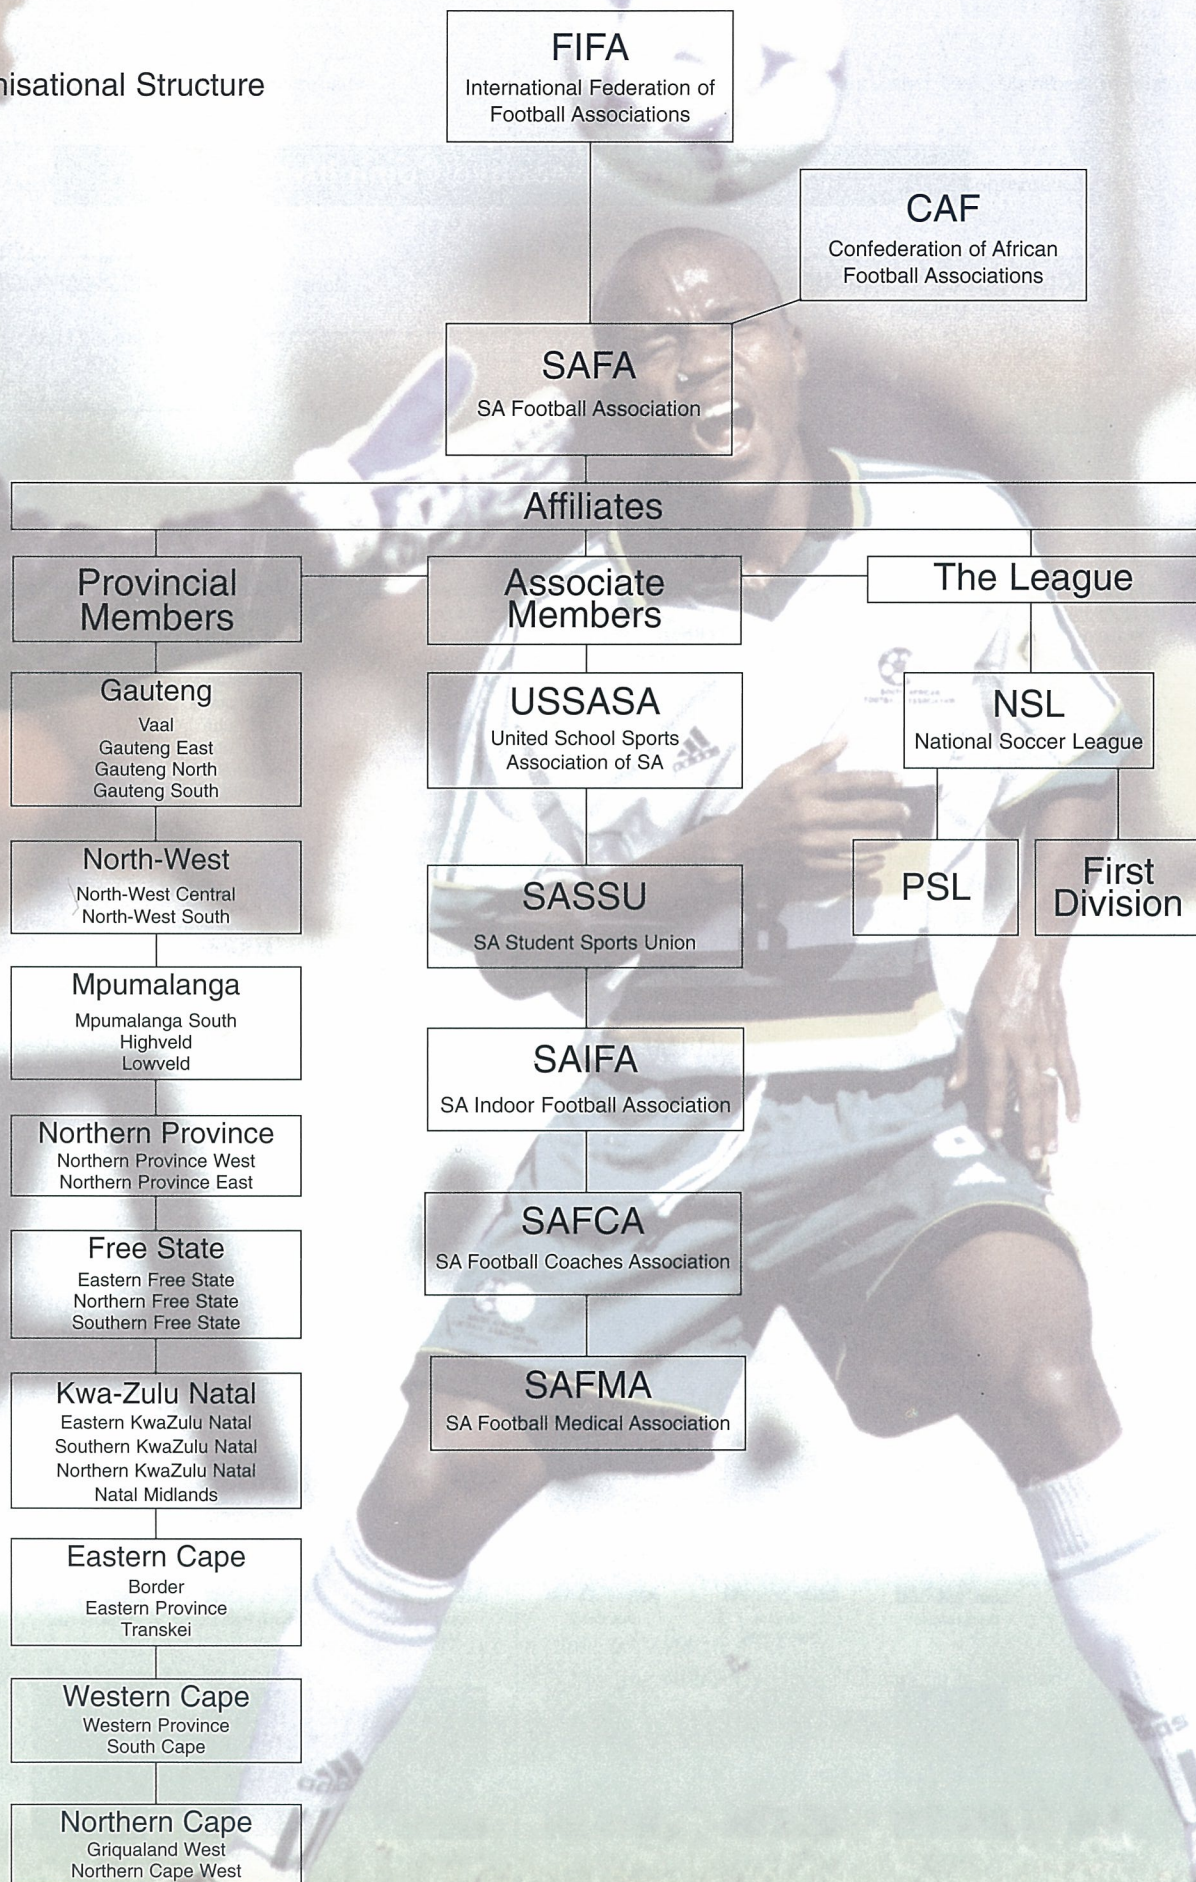 nisational Structure
FIFA
International Federation of
Football Associations
CAF
Confederation of African
Football Associations
SAFA
SA Football Association
Affiliates
Provincial
Members
Gauteng
Vaal
Gauteng East
Gauteng North
Gauteng South
North-West
North-West Central
North-West South
Mpumalanga
Mpumalanga South
Highveld
Lowveld
Northern Province
Northern Province West
Northern Province East
Free State
Eastern Free State
Northern Free State
Southern Free State
Kwa-Zulu Natal
Eastern KwaZulu Natal
Southern KwaZulu Natal
Northern KwaZulu Natal
Natal Midlands
Eastern Cape
Border
Eastern Province
Transkei
Western Cape
Western Province
South Cape
Northern Cape
Griqualand West
Northern Cape West
Associate
Members
USSASA
United School Sports
Association of SA
SASSU
SA Student Sports Union
SAIFA
SA Indoor Football Association
SAFCA
SA Football Coaches Association
SAFMA
SA Football Medical Association
The League
NSL
National Soccer League
PSL
First
Division
adidas